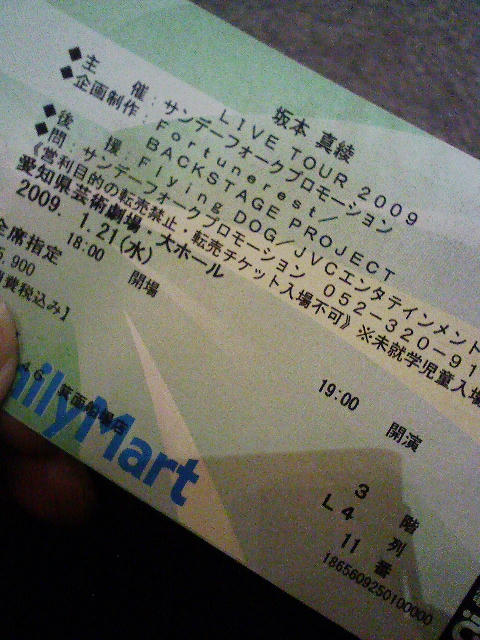 坂本 真綾
LIVE TOUR 2009
◆主 催：サンデーフォークプロモーション
◆企画制作：Fortunerest／
BACKSTAGE PROJECT
◆後 援：Flying DOG／JVCエンタテインメント
◆問：サンデーフォークプロモーション 052-320-91
《営利目的の転売禁止・転売チケット入場不可》※未就学児童入場
愛知県芸術劇場・大ホール
2009. 1.21(水)
18:00 開場 19:00 開演
全席指定
5,900
費税込み】
3 階
L4 列
11 番
ilyMart
1865609250100000